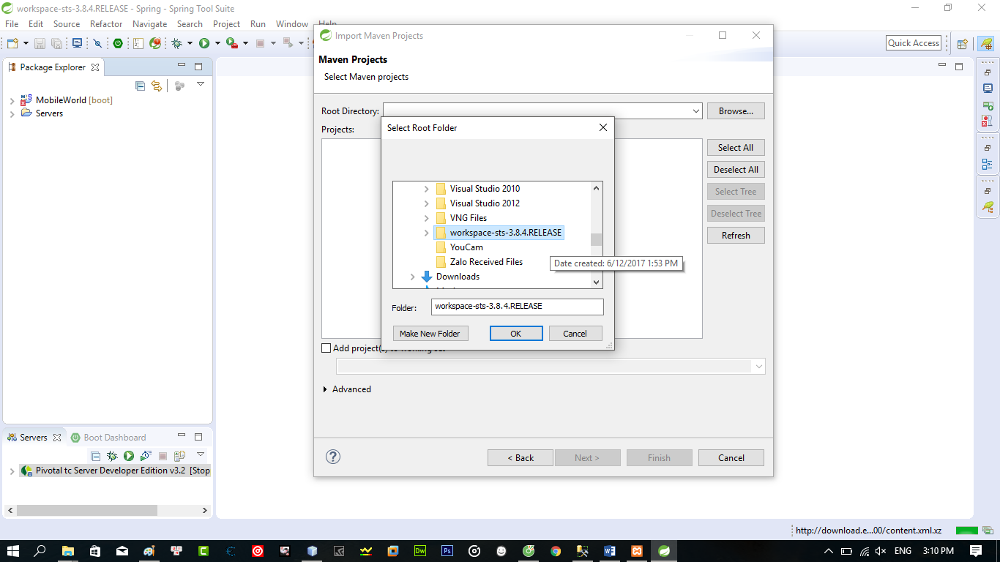 workspace-sts-3.8.4.RELEASE - Spring - Spring Tool Suite
File Edit Source Refactor Navigate Search Project Run Window Help
Quick Access
Package Explorer
MobileWorld [boot]
Servers
Import Maven Projects
Maven Projects
Select Maven projects
Root Directory:
Browse...
Projects:
Select All
Deselect All
Select Tree
Deselect Tree
Refresh
Select Root Folder
Visual Studio 2010
Visual Studio 2012
VNG Files
workspace-sts-3.8.4.RELEASE
YouCam
Zalo Received Files
Downloads
Date created: 6/12/2017 1:53 PM
Folder: workspace-sts-3.8.4.RELEASE
Make New Folder OK Cancel
Add project(s) to working set
Advanced
< Back Next > Finish Cancel
Servers Boot Dashboard
Pivotal tc Server Developer Edition v3.2 [Stop
http://download.e...00/content.xml.xz
ENG 3:10 PM